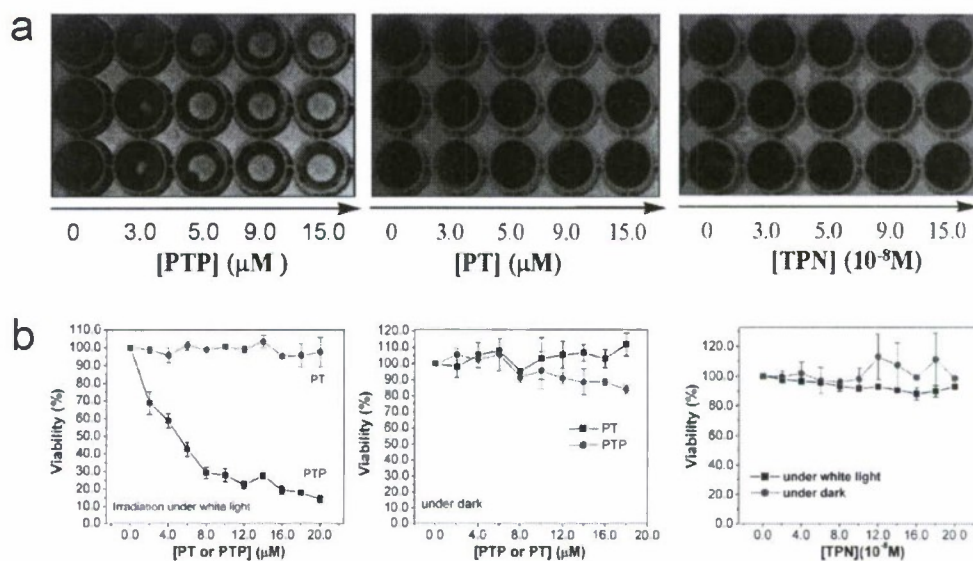 a
0 3.0 5.0 9.0 15.0
[PTP] (μM )
0 3.0 5.0 9.0 15.0
[PT] (μM)
0 3.0 5.0 9.0 15.0
[TPN] (10⁻⁸M)
b
110.0
100.0
90.0
80.0
70.0
60.0
50.0
40.0
30.0
20.0
10.0
0.0
Viability (%)
PT
PTP
Irradiation under white light
0.0 4.0 8.0 12.0 16.0 20.0
[PT or PTP] (μM)
120.0
110.0
100.0
90.0
80.0
70.0
60.0
50.0
40.0
30.0
20.0
10.0
0.0
Viability (%)
PT
PTP
under dark
0.0 4.0 8.0 12.0 16.0 20.0
[PTP or PT] (μM)
120.0
100.0
80.0
60.0
40.0
20.0
0.0
Viability (%)
under white light
under dark
0.0 4.0 8.0 12.0 16.0 20.0
[TPN](10⁻⁸M)